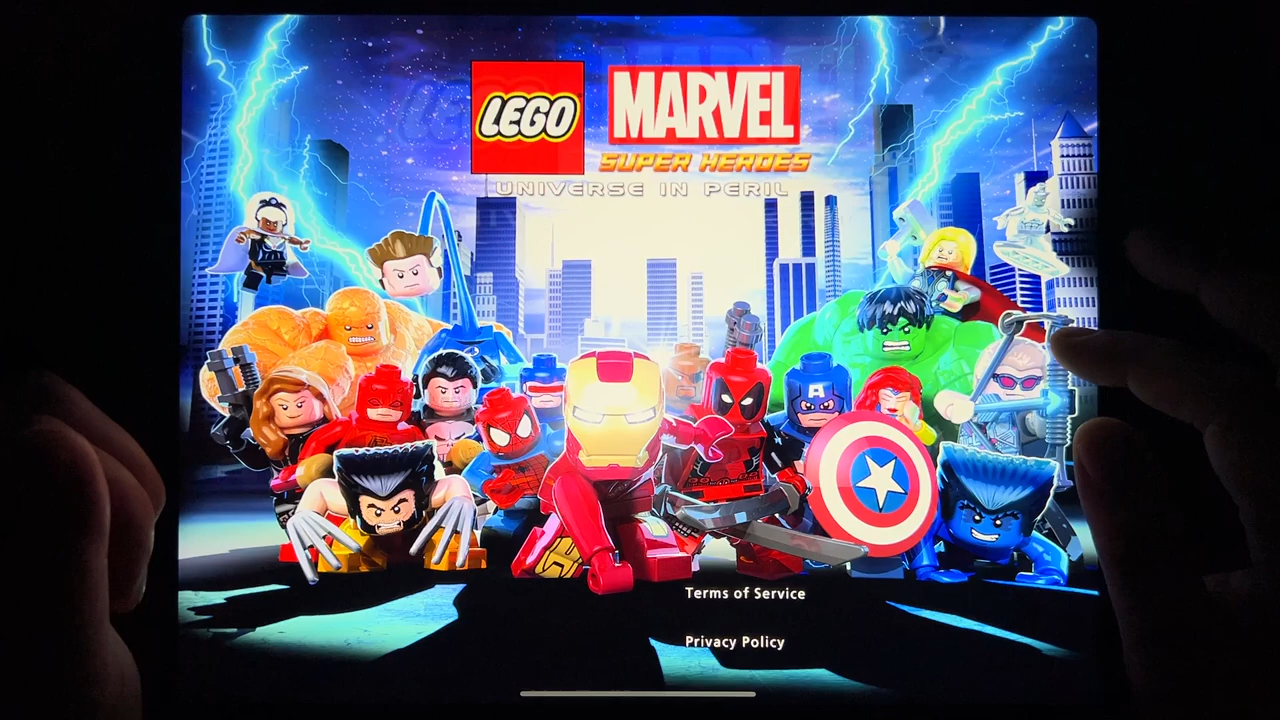 LEGO MARVEL
SUPER HEROES
UNIVERSE IN PERIL
A
Terms of Service
Privacy Policy